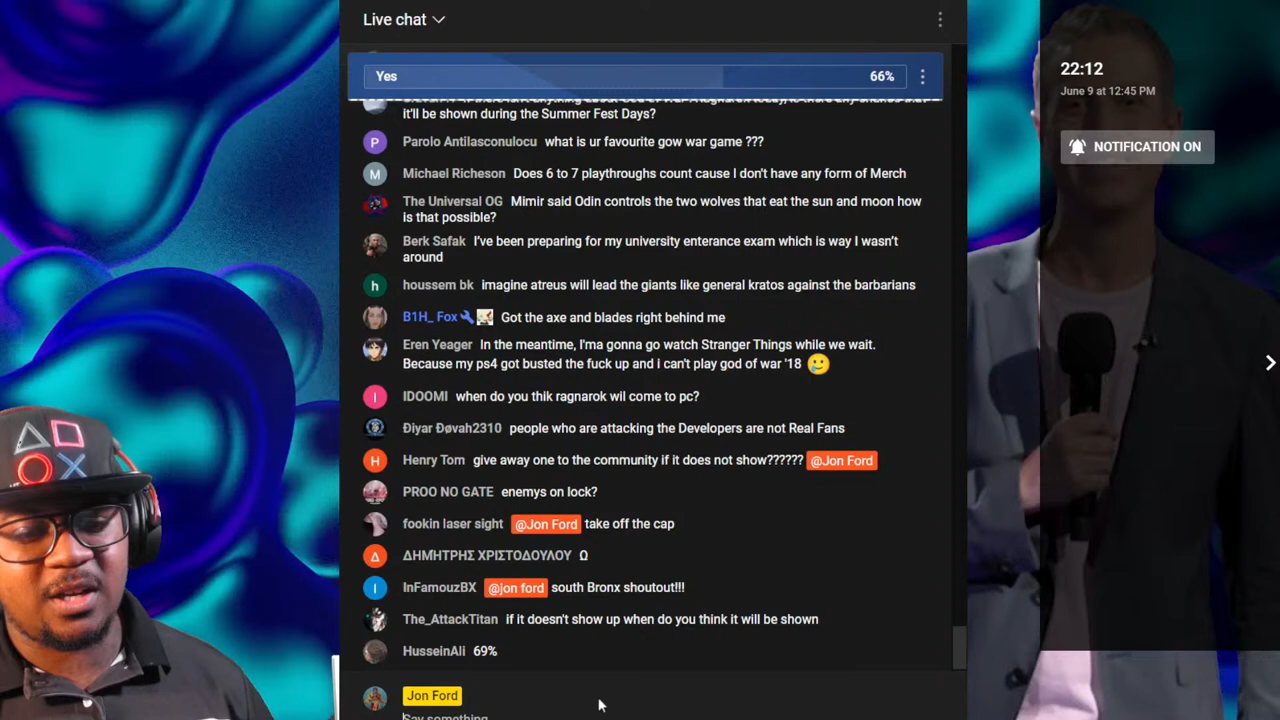 Live chat
Yes 66%
it'll be shown during the Summer Fest Days?
Parolo Antilasconulocu what is ur favourite gow war game ???
Michael Richeson Does 6 to 7 playthroughs count cause I don't have any form of Merch
The Universal OG Mimir said Odin controls the two wolves that eat the sun and moon how
is that possible?
Berk Safak I've been preparing for my university enterance exam which is way I wasn't
around
houssem bk imagine atreus will lead the giants like general kratos against the barbarians
B1H_ Fox Got the axe and blades right behind me
Eren Yeager In the meantime, I'ma gonna go watch Stranger Things while we wait.
Because my ps4 got busted the fuck up and i can't play god of war '18 🥲
IDOOMI when do you thik ragnarok wil come to pc?
Điyar Đøvah2310 people who are attacking the Developers are not Real Fans
Henry Tom give away one to the community if it does not show?????? @Jon Ford
PROO NO GATE enemys on lock?
fookin laser sight @Jon Ford take off the cap
ΔΗΜΗΤΡΗΣ ΧΡΙΣΤΟΔΟΥΛΟΥ Ω
InFamouzBX @jon ford south Bronx shoutout!!!
The_AttackTitan if it doesn't show up when do you think it will be shown
HusseinAli 69%
Jon Ford
Say something
22:12
June 9 at 12:45 PM
NOTIFICATION ON